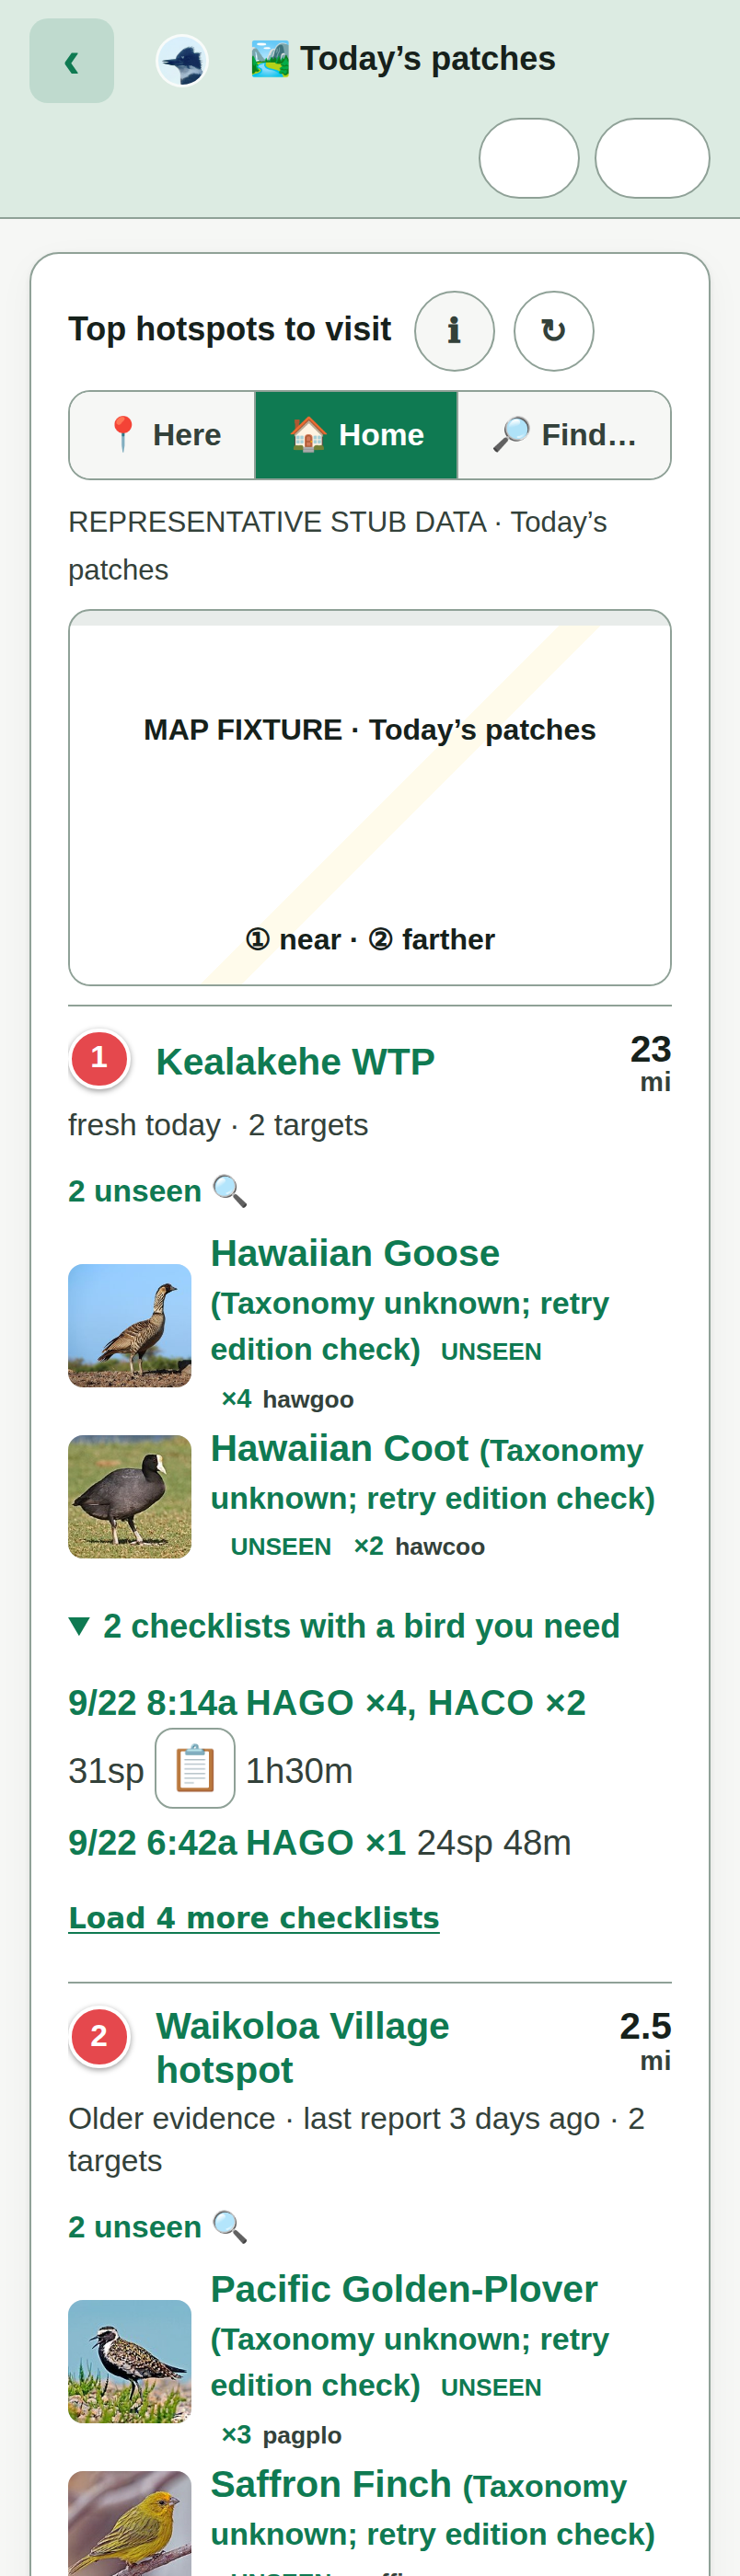 ‹ 🏞️ Today’s patches
Top hotspots to visit ℹ ↻
📍 Here 🏠 Home 🔎 Find…
REPRESENTATIVE STUB DATA · Today’s
patches
MAP FIXTURE · Today’s patches
① near · ② farther
1 Kealakehe WTP 23
mi
fresh today · 2 targets
2 unseen 🔍
Hawaiian Goose
(Taxonomy unknown; retry
edition check) UNSEEN
×4 hawgoo
Hawaiian Coot (Taxonomy
unknown; retry edition check)
UNSEEN ×2 hawcoo
▼ 2 checklists with a bird you need
9/22 8:14a HAGO ×4, HACO ×2
31sp 📋 1h30m
9/22 6:42a HAGO ×1 24sp 48m
Load 4 more checklists
2 Waikoloa Village 2.5
hotspot mi
Older evidence · last report 3 days ago · 2
targets
2 unseen 🔍
Pacific Golden-Plover
(Taxonomy unknown; retry
edition check) UNSEEN
×3 pagplo
Saffron Finch (Taxonomy
unknown; retry edition check)